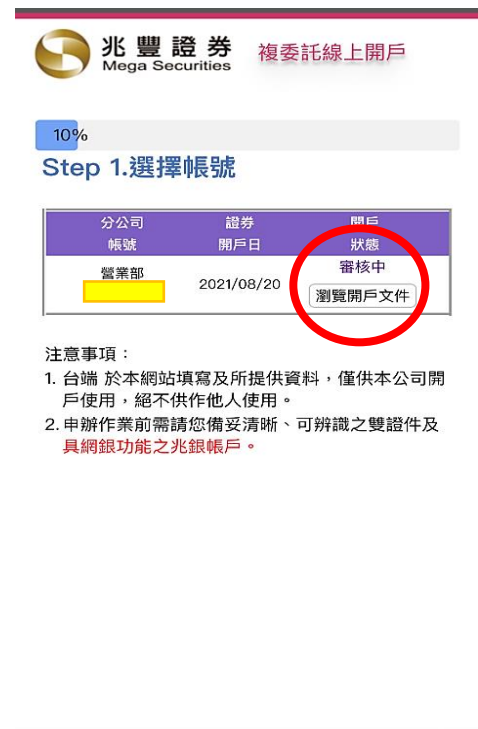 兆豐證券
Mega Securities
複委託線上開戶
10%
Step 1.選擇帳號
分公司 證券 開戶
帳號 開戶日 狀態
營業部 2021/08/20 審核中
瀏覽開戶文件
注意事項：
1. 台端 於本網站填寫及所提供資料，僅供本公司開
戶使用，絕不供作他人使用。
2. 申辦作業前需請您備妥清晰、可辨識之雙證件及
具網銀功能之兆銀帳戶。